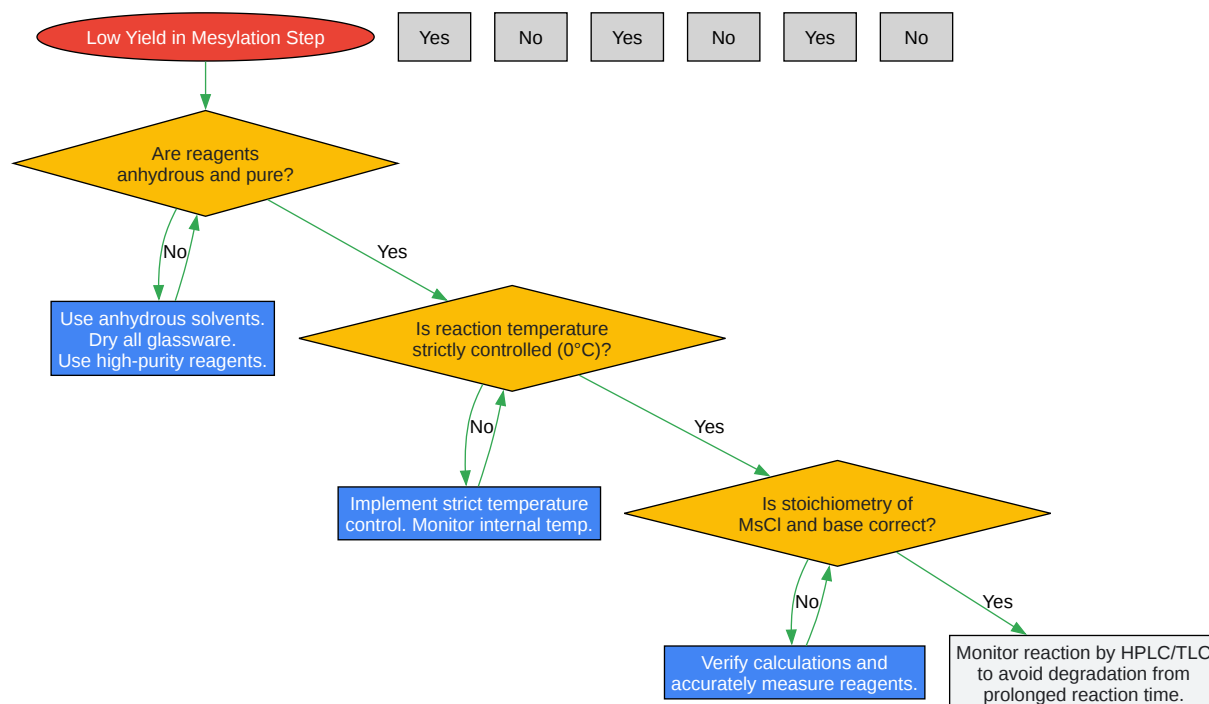 Low Yield in Mesylation Step
Yes
No
Yes
No
Yes
No
Are reagents
anhydrous and pure?
No
Yes
Use anhydrous solvents.
Dry all glassware.
Use high-purity reagents.
Is reaction temperature
strictly controlled (0°C)?
No
Yes
Implement strict temperature
control. Monitor internal temp.
Is stoichiometry of
MsCl and base correct?
No
Yes
Verify calculations and
accurately measure reagents.
Monitor reaction by HPLC/TLC
to avoid degradation from
prolonged reaction time.